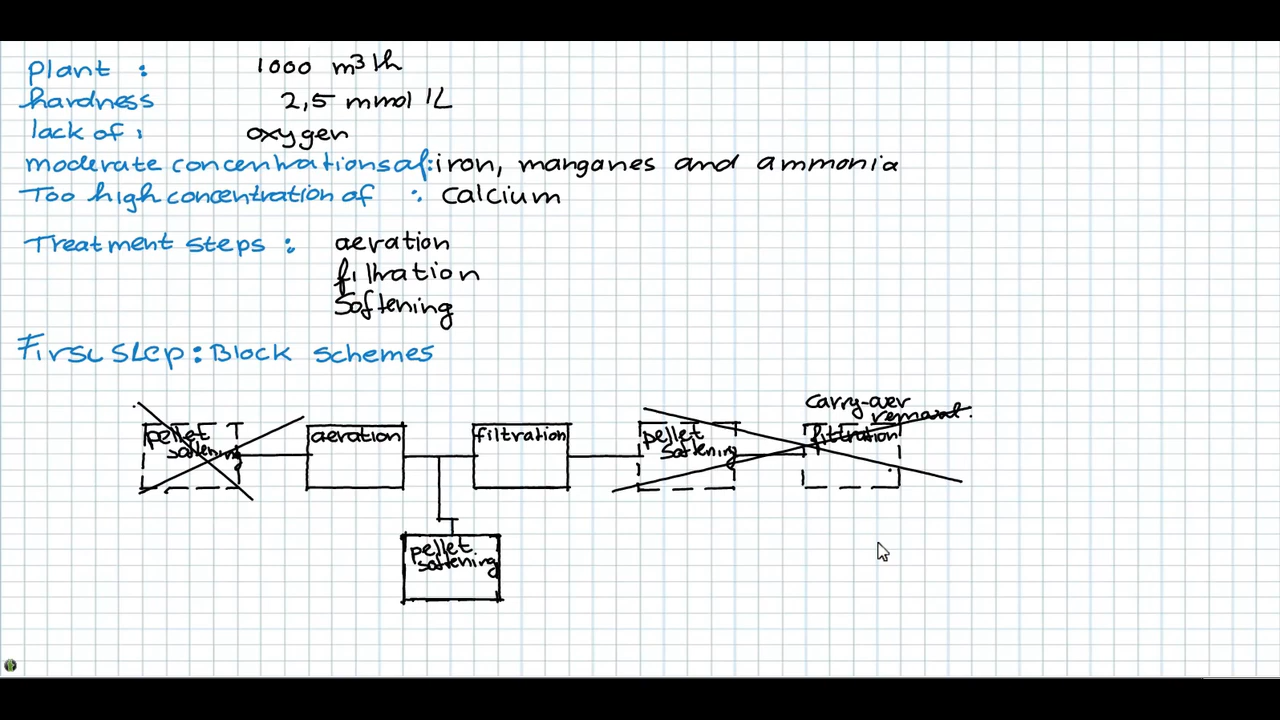 plant : 1000 m³/h
hardness 2,5 mmol/L
lack of : oxygen
moderate concentrations of: iron, manganes and ammonia
Too high concentration of : Calcium
Treatment steps : aeration
filtration
Softening
First step: Block schemes
carry-over
removal
pellet softening
aeration
filtration
pellet softening
filtration
pellet softening